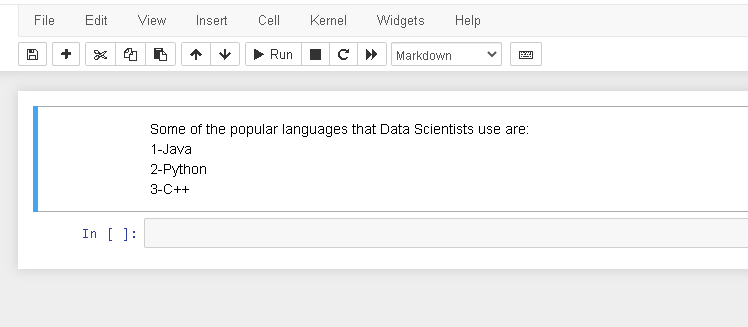 File Edit View Insert Cell Kernel Widgets Help
Run Markdown
Some of the popular languages that Data Scientists use are:
1-Java
2-Python
3-C++
In [ ]: